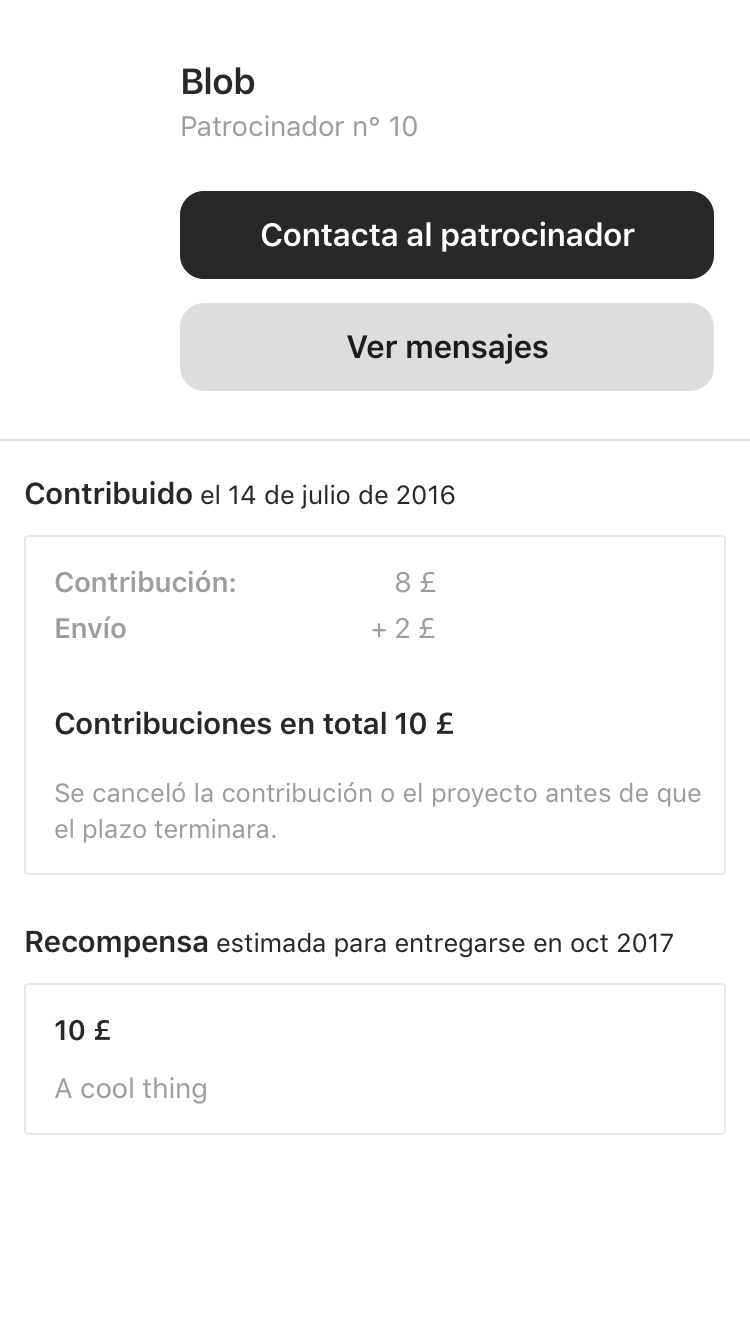 Blob
Patrocinador n° 10
Contacta al patrocinador
Ver mensajes
Contribuido el 14 de julio de 2016
Contribución: 8 £
Envío + 2 £
Contribuciones en total 10 £
Se canceló la contribución o el proyecto antes de que
el plazo terminara.
Recompensa estimada para entregarse en oct 2017
10 £
A cool thing